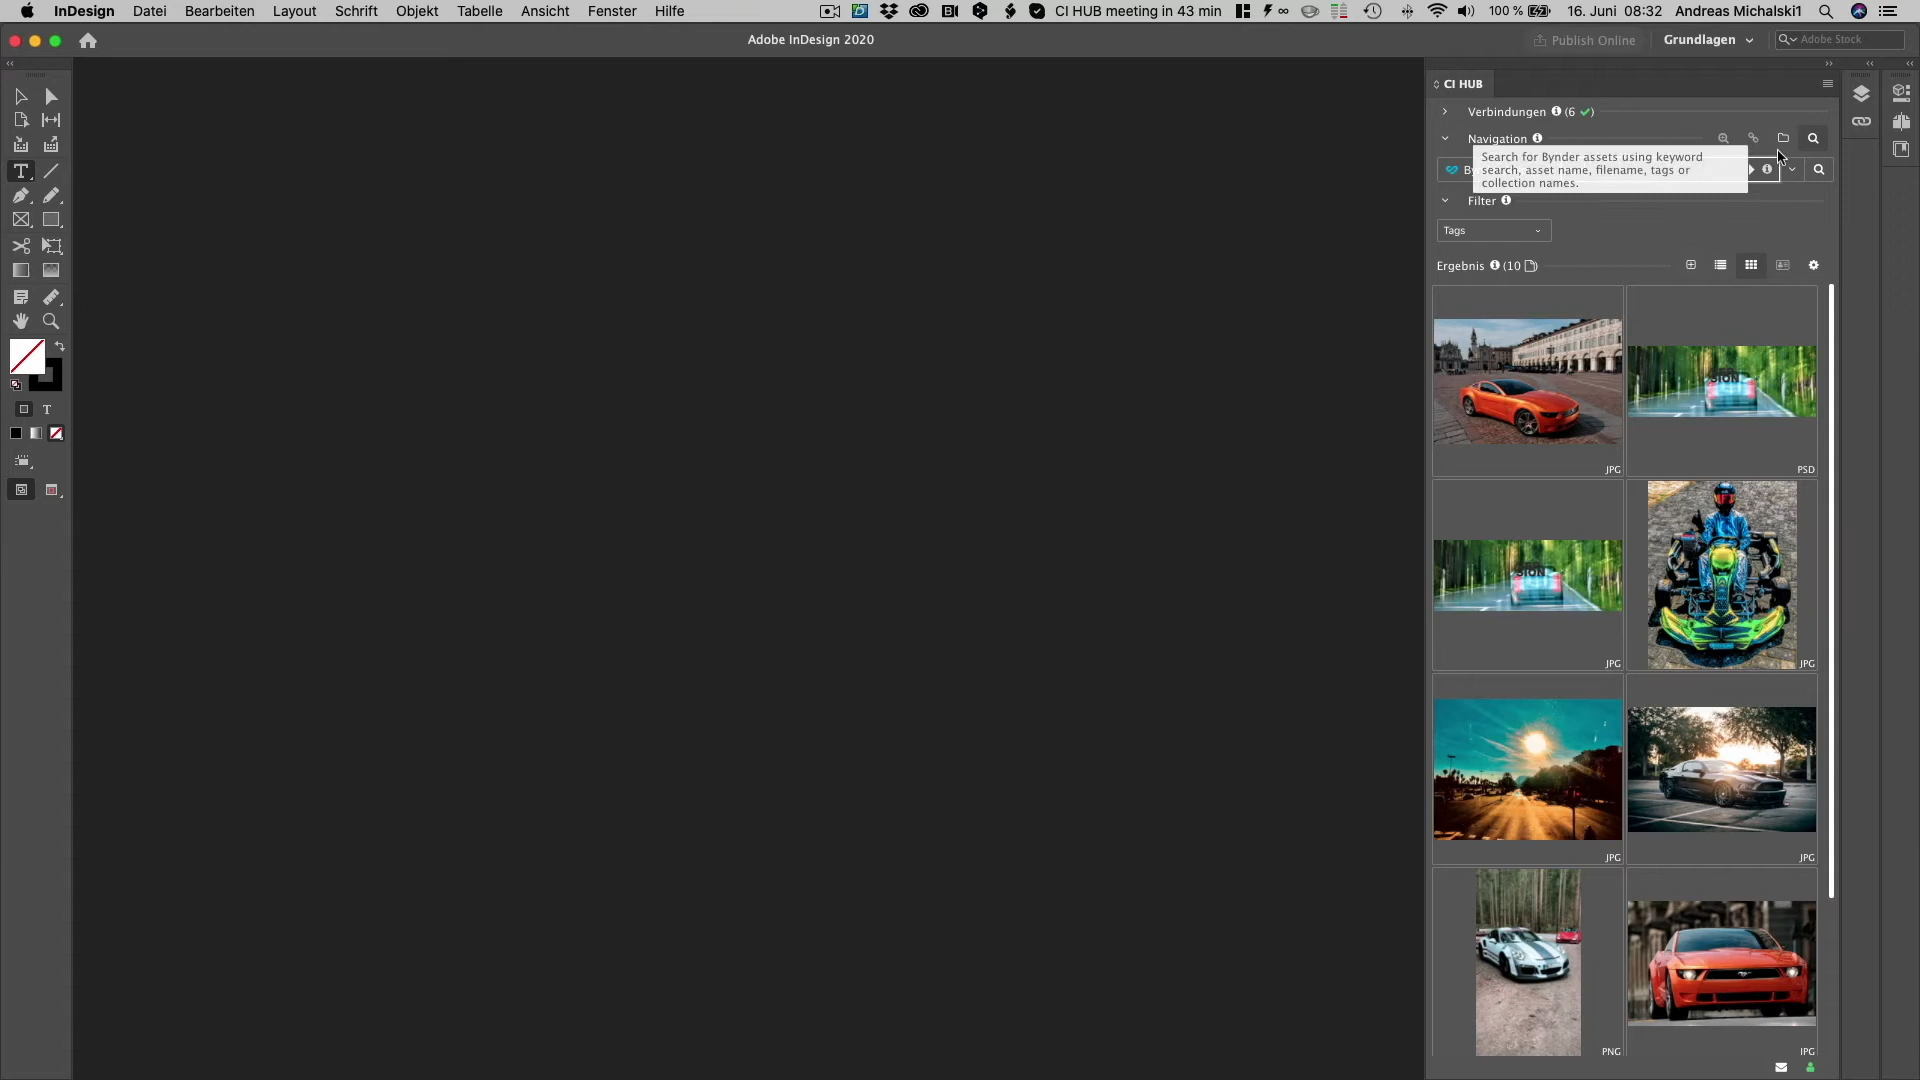 InDesign Datei Bearbeiten Layout Schrift Objekt Tabelle Ansicht Fenster Hilfe
CI HUB meeting in 43 min 100 % 16. Juni 08:32 Andreas Michalski1
Adobe InDesign 2020
Publish Online Grundlagen Adobe Stock
CI HUB
Verbindungen (6 ✔)
Navigation
Search for Bynder assets using keyword
search, asset name, filename, tags or
collection names.
Filter
Tags
Ergebnis (10)
JPG PSD
JPG JPG
JPG JPG
PNG JPG